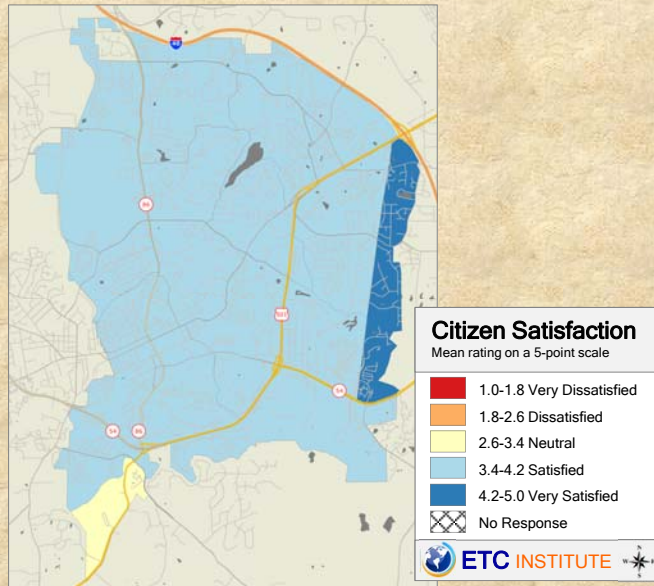 40
86
501
54
54
86
Citizen Satisfaction
Mean rating on a 5-point scale
1.0-1.8 Very Dissatisfied
1.8-2.6 Dissatisfied
2.6-3.4 Neutral
3.4-4.2 Satisfied
4.2-5.0 Very Satisfied
No Response
ETC INSTITUTE
N
W E
S